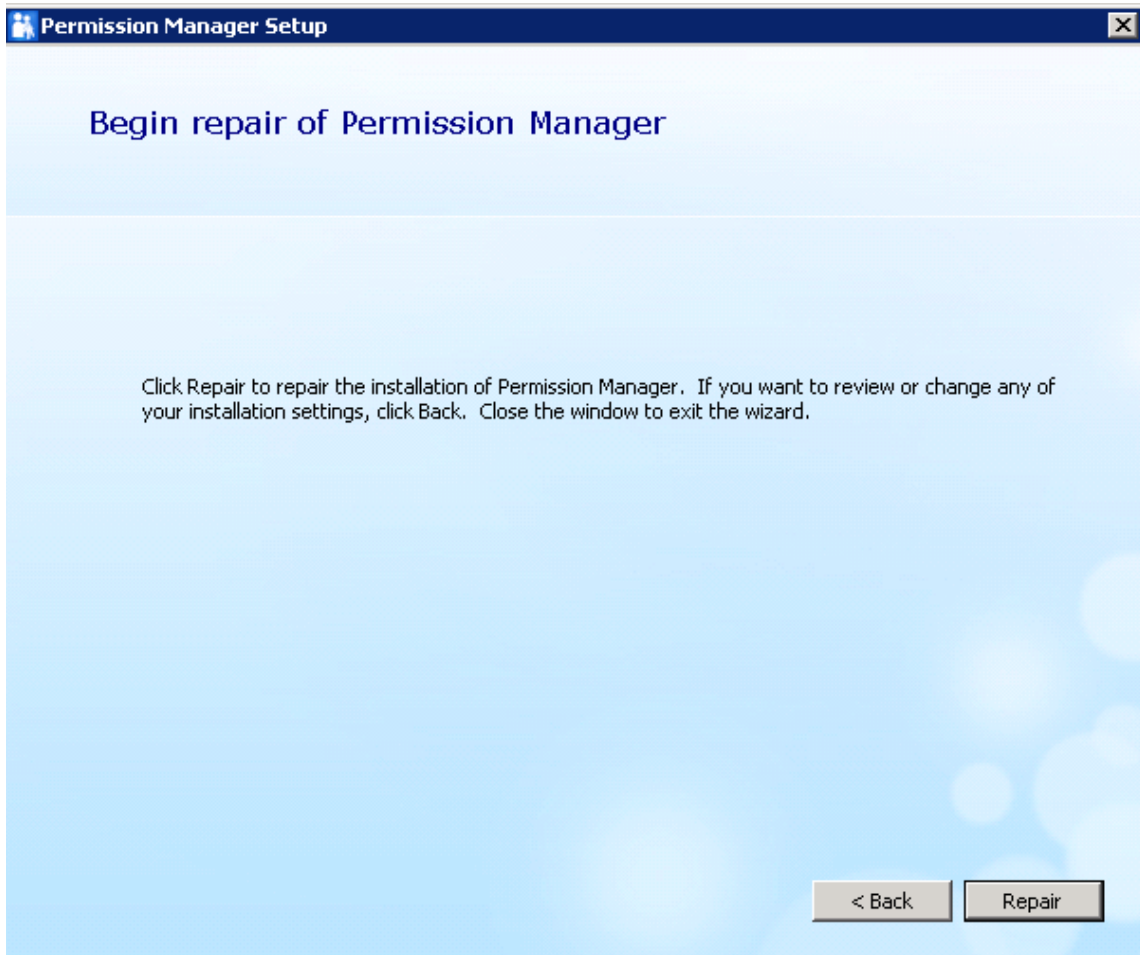 Permission Manager Setup
Begin repair of Permission Manager
Click Repair to repair the installation of Permission Manager.  If you want to review or change any of
your installation settings, click Back.  Close the window to exit the wizard.
< Back
Repair